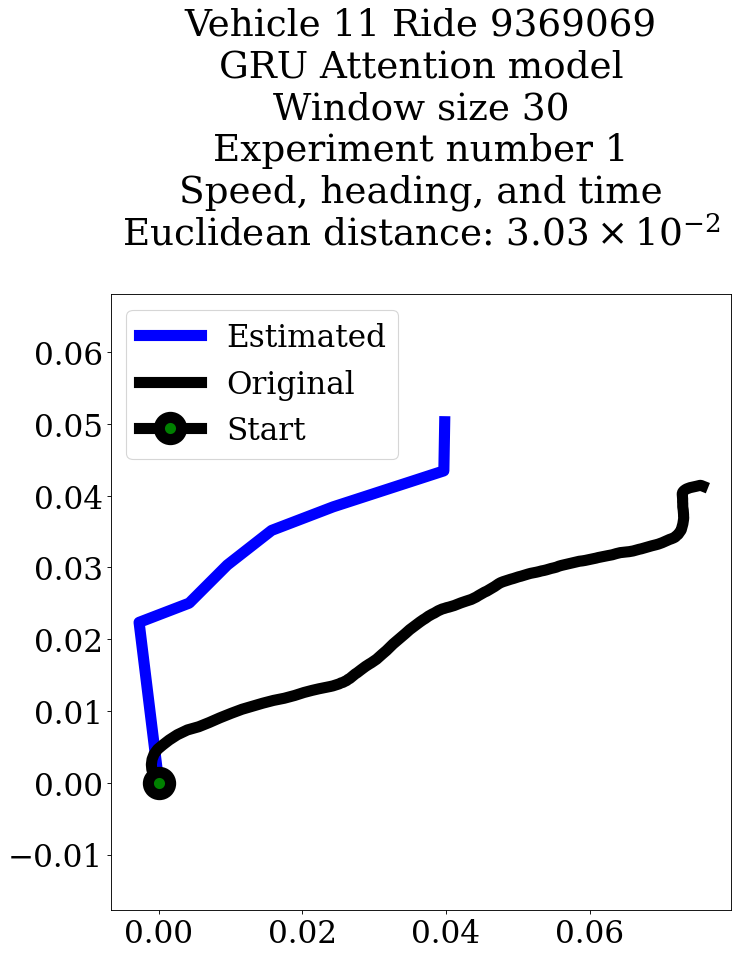 Vehicle 11 Ride 9369069
GRU Attention model
Window size 30
Experiment number 1
Speed, heading, and time
Euclidean distance: 3.03 × 10⁻²
Estimated
Original
Start
0.06
0.05
0.04
0.03
0.02
0.01
0.00
−0.01
0.00 0.02 0.04 0.06